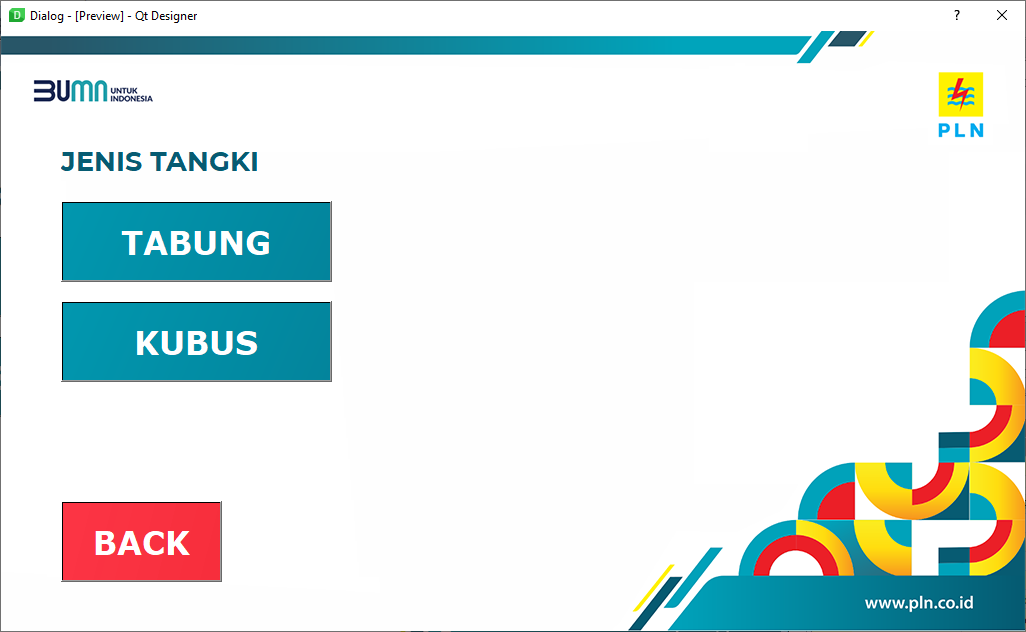 Dialog - [Preview] - Qt Designer
?
BUMN UNTUK
INDONESIA
PLN
JENIS TANGKI
TABUNG
KUBUS
BACK
www.pln.co.id